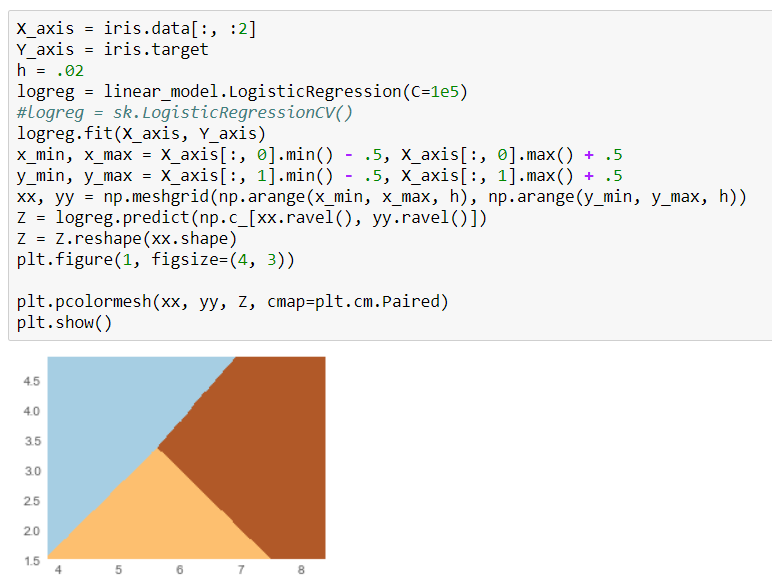 X_axis = iris.data[:, :2]
Y_axis = iris.target
h = .02
logreg = linear_model.LogisticRegression(C=1e5)
#logreg = sk.LogisticRegressionCV()
logreg.fit(X_axis, Y_axis)
x_min, x_max = X_axis[:, 0].min() - .5, X_axis[:, 0].max() + .5
y_min, y_max = X_axis[:, 1].min() - .5, X_axis[:, 1].max() + .5
xx, yy = np.meshgrid(np.arange(x_min, x_max, h), np.arange(y_min, y_max, h))
Z = logreg.predict(np.c_[xx.ravel(), yy.ravel()])
Z = Z.reshape(xx.shape)
plt.figure(1, figsize=(4, 3))
plt.pcolormesh(xx, yy, Z, cmap=plt.cm.Paired)
plt.show()
4.5
4.0
3.5
3.0
2.5
2.0
1.5
4 5 6 7 8